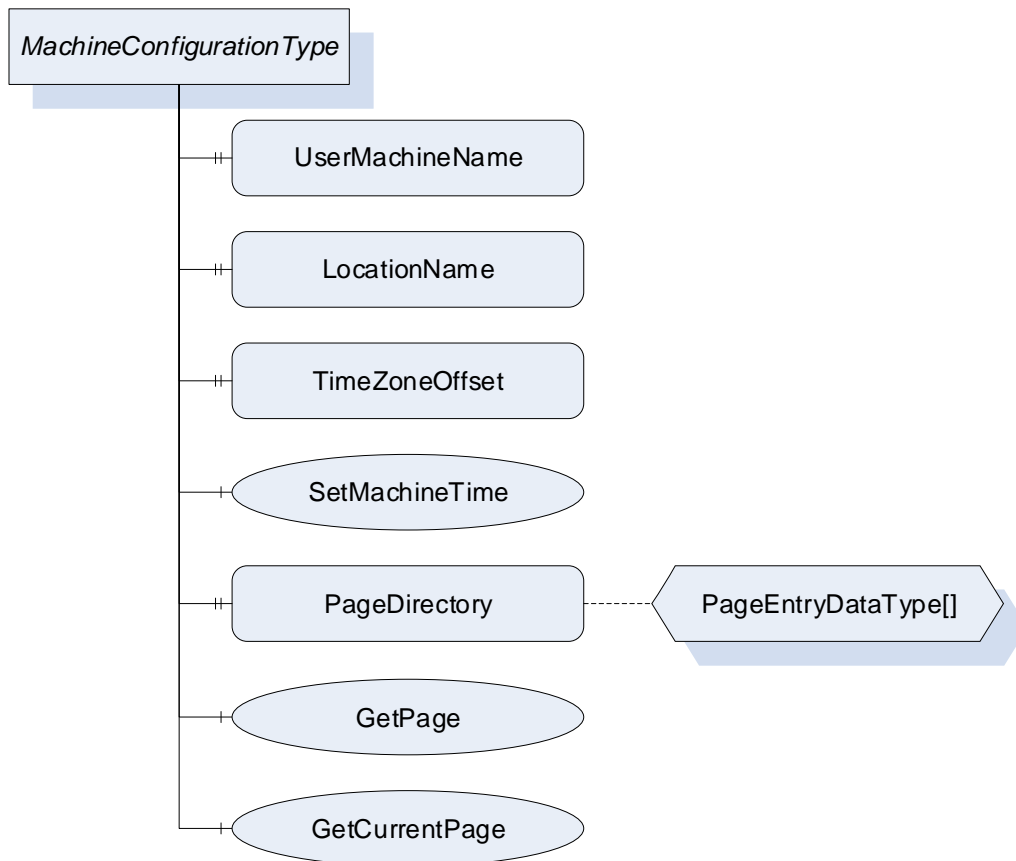 MachineConfigurationType
UserMachineName
LocationName
TimeZoneOffset
SetMachineTime
PageDirectory
PageEntryDataType[]
GetPage
GetCurrentPage